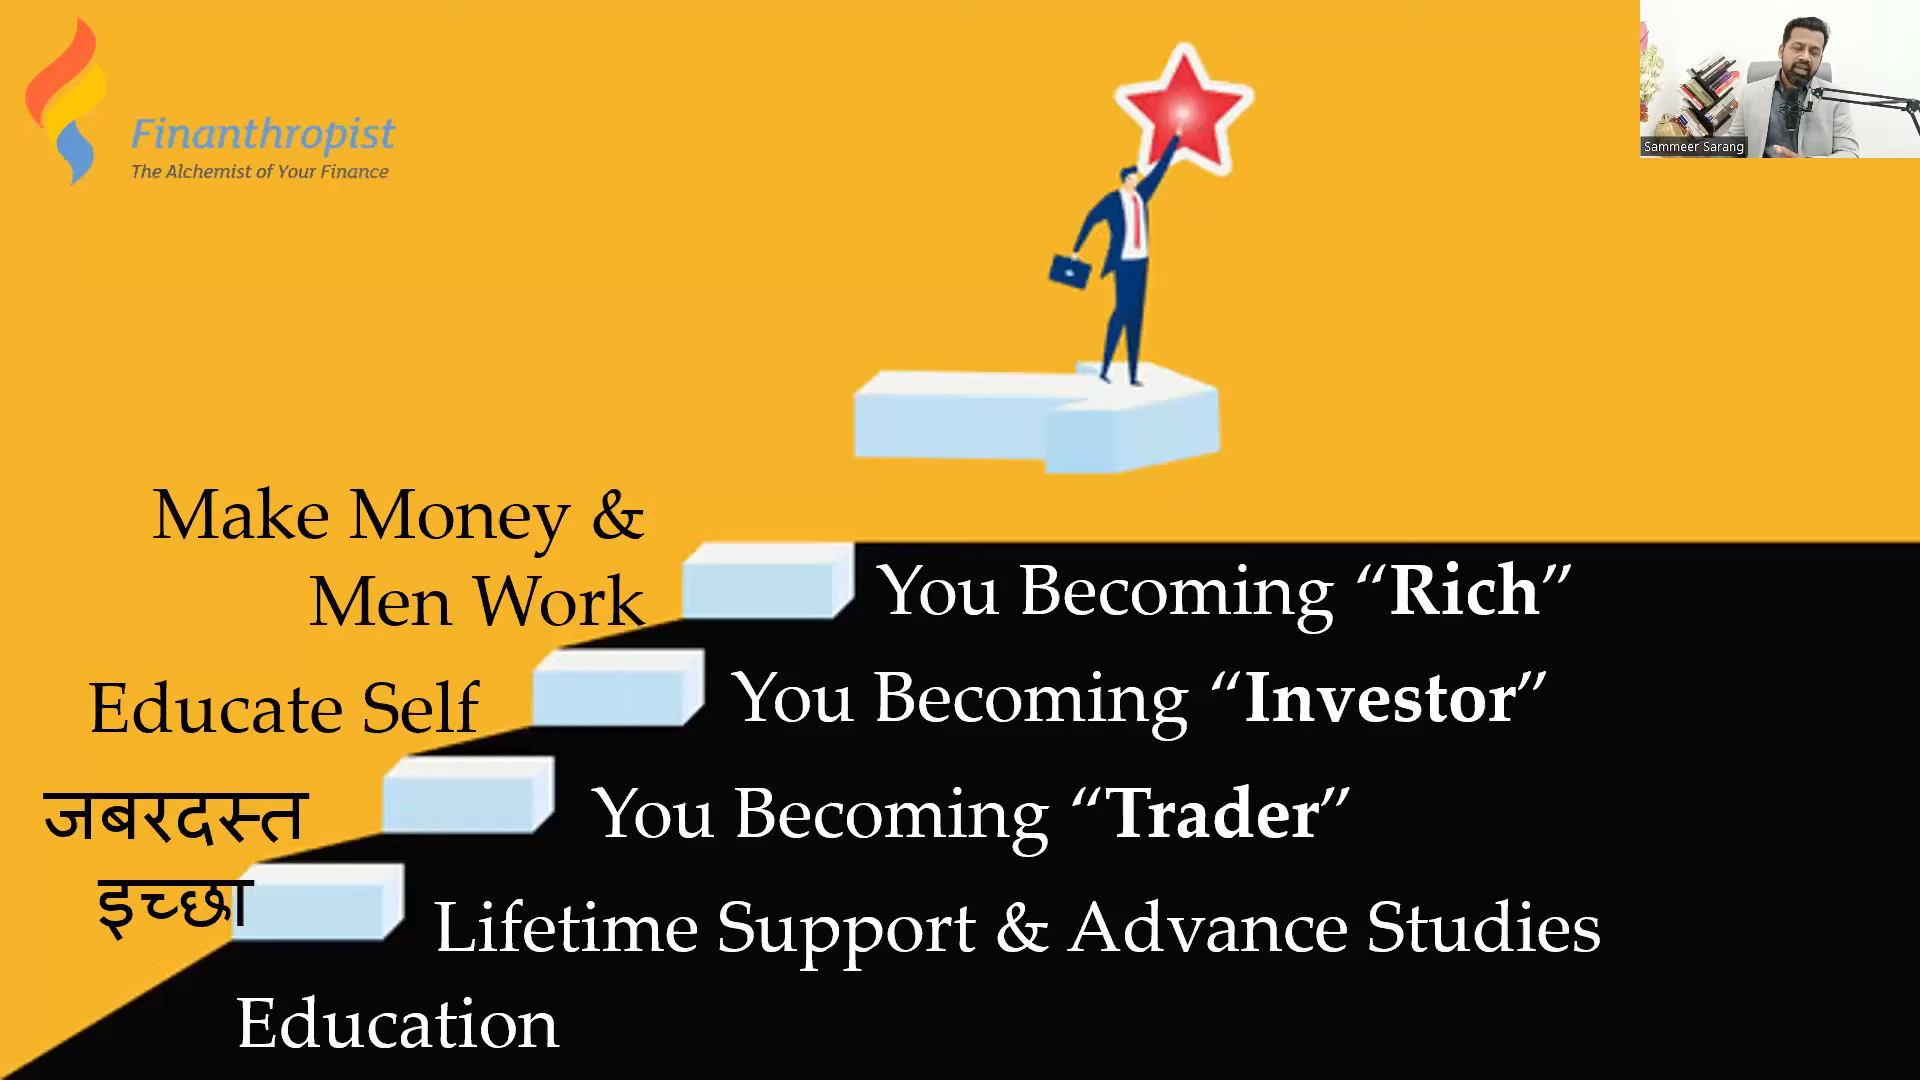 Finanthropist
The Alchemist of Your Finance
Sammeer Sarang
Make Money &
Men Work
You Becoming “Rich”
Educate Self
You Becoming “Investor”
जबरदस्त
इच्छा
You Becoming “Trader”
Lifetime Support & Advance Studies
Education